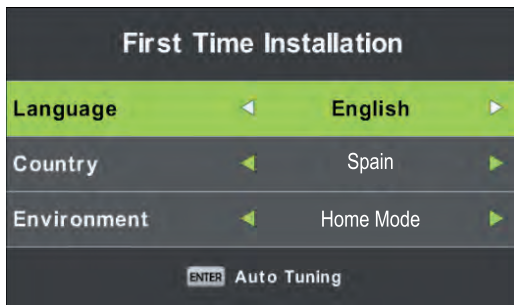 First Time Installation
Language English
Country Spain
Environment Home Mode
ENTER Auto Tuning